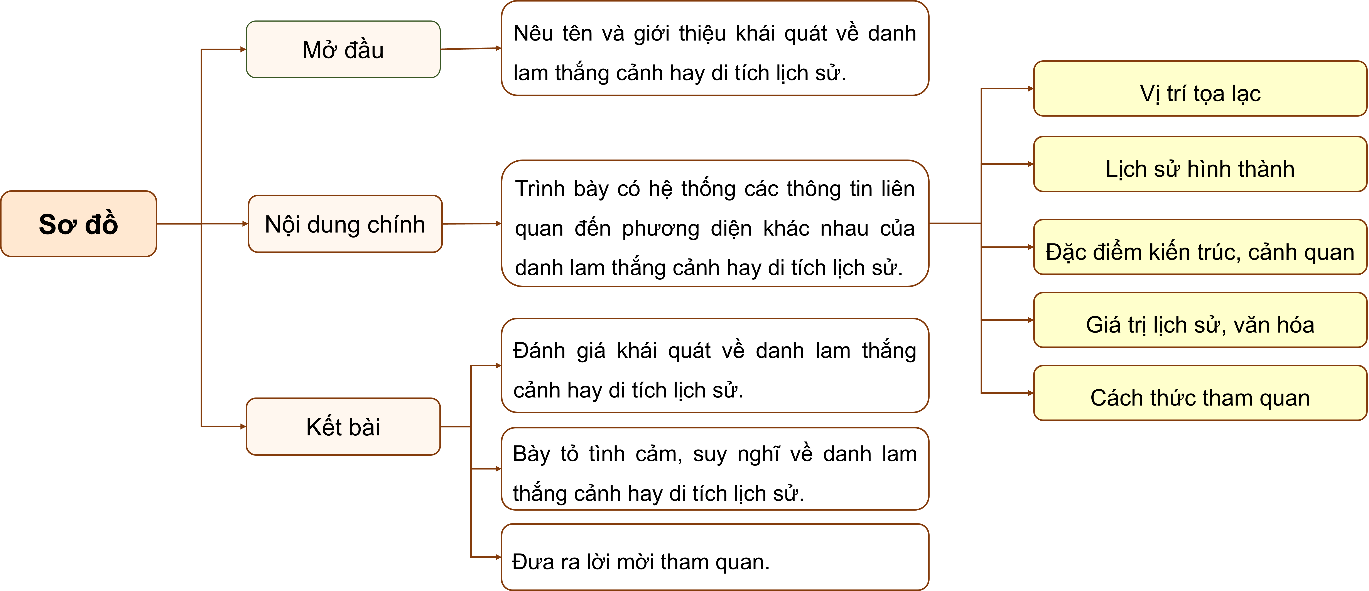 Sơ đồ
Mở đầu
Nêu tên và giới thiệu khái quát về danh
lam thắng cảnh hay di tích lịch sử.
Nội dung chính
Trình bày có hệ thống các thông tin liên
quan đến phương diện khác nhau của
danh lam thắng cảnh hay di tích lịch sử.
Vị trí tọa lạc
Lịch sử hình thành
Đặc điểm kiến trúc, cảnh quan
Giá trị lịch sử, văn hóa
Cách thức tham quan
Kết bài
Đánh giá khái quát về danh lam thắng
cảnh hay di tích lịch sử.
Bày tỏ tình cảm, suy nghĩ về danh lam
thắng cảnh hay di tích lịch sử.
Đưa ra lời mời tham quan.